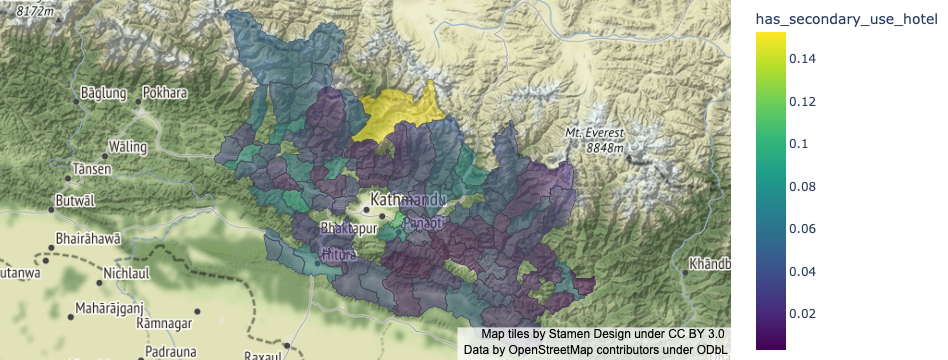 8172m
Bāglung
Pokhara
Wāling
Tānsen
Butwāl
Bhairāhawā
utanwa
Nichlaul
Mahārājganj
Rāmnagar
Padrauna
Raxaul
Kathmandu
Bhaktapur
Panauti
Hitura
Mt. Everest
8848m
Khāndb
Map tiles by Stamen Design under CC BY 3.0
Data by OpenStreetMap contributors under ODbL
has_secondary_use_hotel
0.14
0.12
0.1
0.08
0.06
0.04
0.02